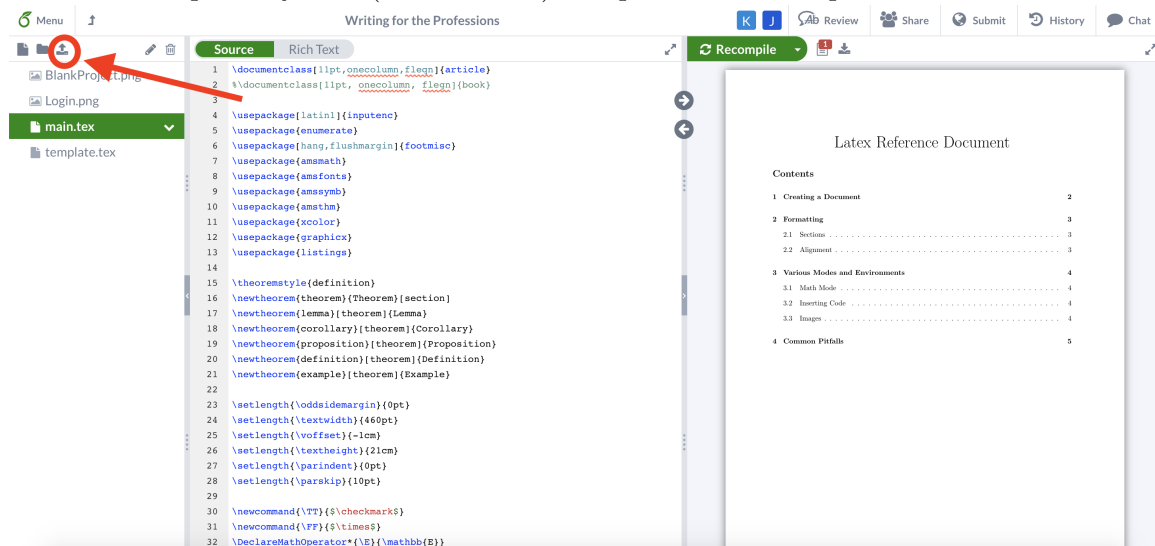 Menu
Writing for the Professions
K
J
Review
Share
Submit
History
Chat
Source
Rich Text
Recompile
1
BlankProject.png
Login.png
main.tex
template.tex
1 \documentclass[11pt,onecolumn,fleqn]{article}
2 %\documentclass[11pt, onecolumn, flegn]{book}
3
4 \usepackage[latin1]{inputenc}
5 \usepackage{enumerate}
6 \usepackage[hang,flushmargin]{footmisc}
7 \usepackage{amsmath}
8 \usepackage{amsfonts}
9 \usepackage{amssymb}
10 \usepackage{amsthm}
11 \usepackage{xcolor}
12 \usepackage{graphicx}
13 \usepackage{listings}
14
15 \theoremstyle{definition}
16 \newtheorem{theorem}{Theorem}[section]
17 \newtheorem{lemma}[theorem]{Lemma}
18 \newtheorem{corollary}[theorem]{Corollary}
19 \newtheorem{proposition}[theorem]{Proposition}
20 \newtheorem{definition}[theorem]{Definition}
21 \newtheorem{example}[theorem]{Example}
22
23 \setlength{\oddsidemargin}{0pt}
24 \setlength{\textwidth}{460pt}
25 \setlength{\voffset}{-1cm}
26 \setlength{\textheight}{21cm}
27 \setlength{\parindent}{0pt}
28 \setlength{\parskip}{10pt}
29
30 \newcommand{\TT}{$\checkmark$}
31 \newcommand{\FF}{$\times$}
32 \DeclareMathOperator*{\E}{\mathbb{E}}
Latex Reference Document
Contents
1 Creating a Document 2
2 Formatting 3
2.1 Sections . . . . . . . . . . . . . . . . . . . . 3
2.2 Alignment . . . . . . . . . . . . . . . . . . . . 3
3 Various Modes and Environments 4
3.1 Math Mode . . . . . . . . . . . . . . . . . . . . 4
3.2 Inserting Code . . . . . . . . . . . . . . . . . . . . 4
3.3 Images . . . . . . . . . . . . . . . . . . . . 4
4 Common Pitfalls 5